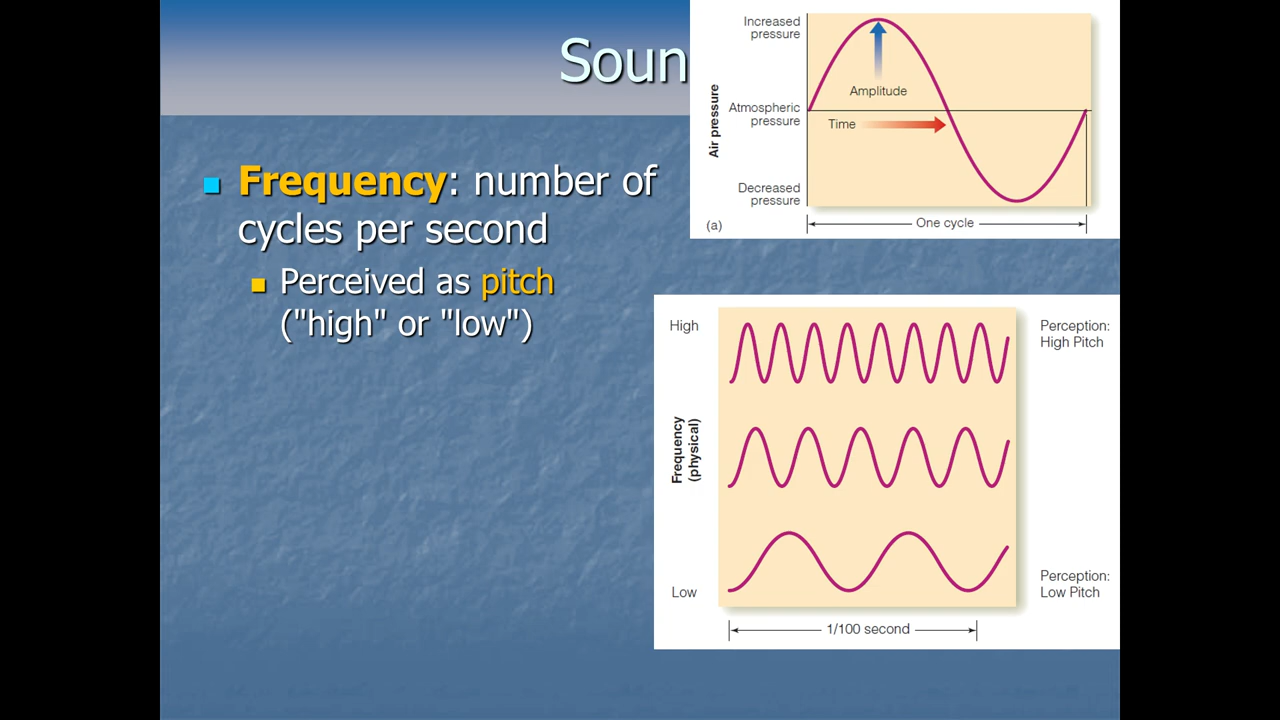 Soun
Frequency: number of
cycles per second
Perceived as pitch
("high" or "low")
Increased
pressure
Amplitude
Atmospheric
pressure
Time
Air pressure
Decreased
pressure
(a)
One cycle
High
Perception:
High Pitch
Frequency
(physical)
Low
Perception:
Low Pitch
1/100 second